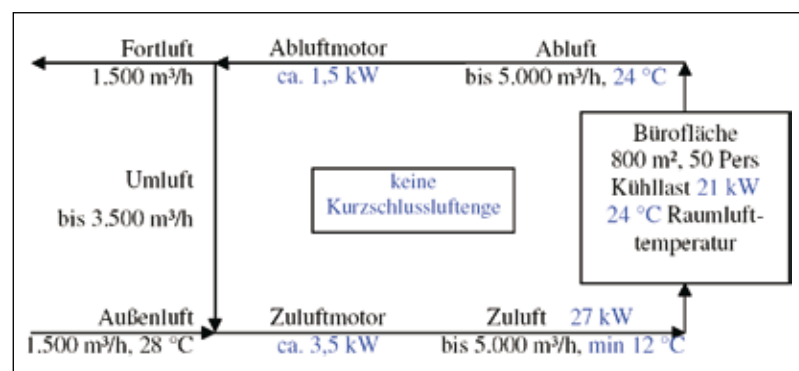 Fortluft
1.500 m³/h
Abluftmotor
ca. 1,5 kW
Abluft
bis 5.000 m³/h, 24 °C
Umluft
bis 3.500 m³/h
keine
Kurzschlussluftenge
Bürofläche
800 m², 50 Pers
Kühllast 21 kW
24 °C Raumluft-
temperatur
Außenluft
1.500 m³/h, 28 °C
Zuluftmotor
ca. 3,5 kW
Zuluft 27 kW
bis 5.000 m³/h, min 12 °C